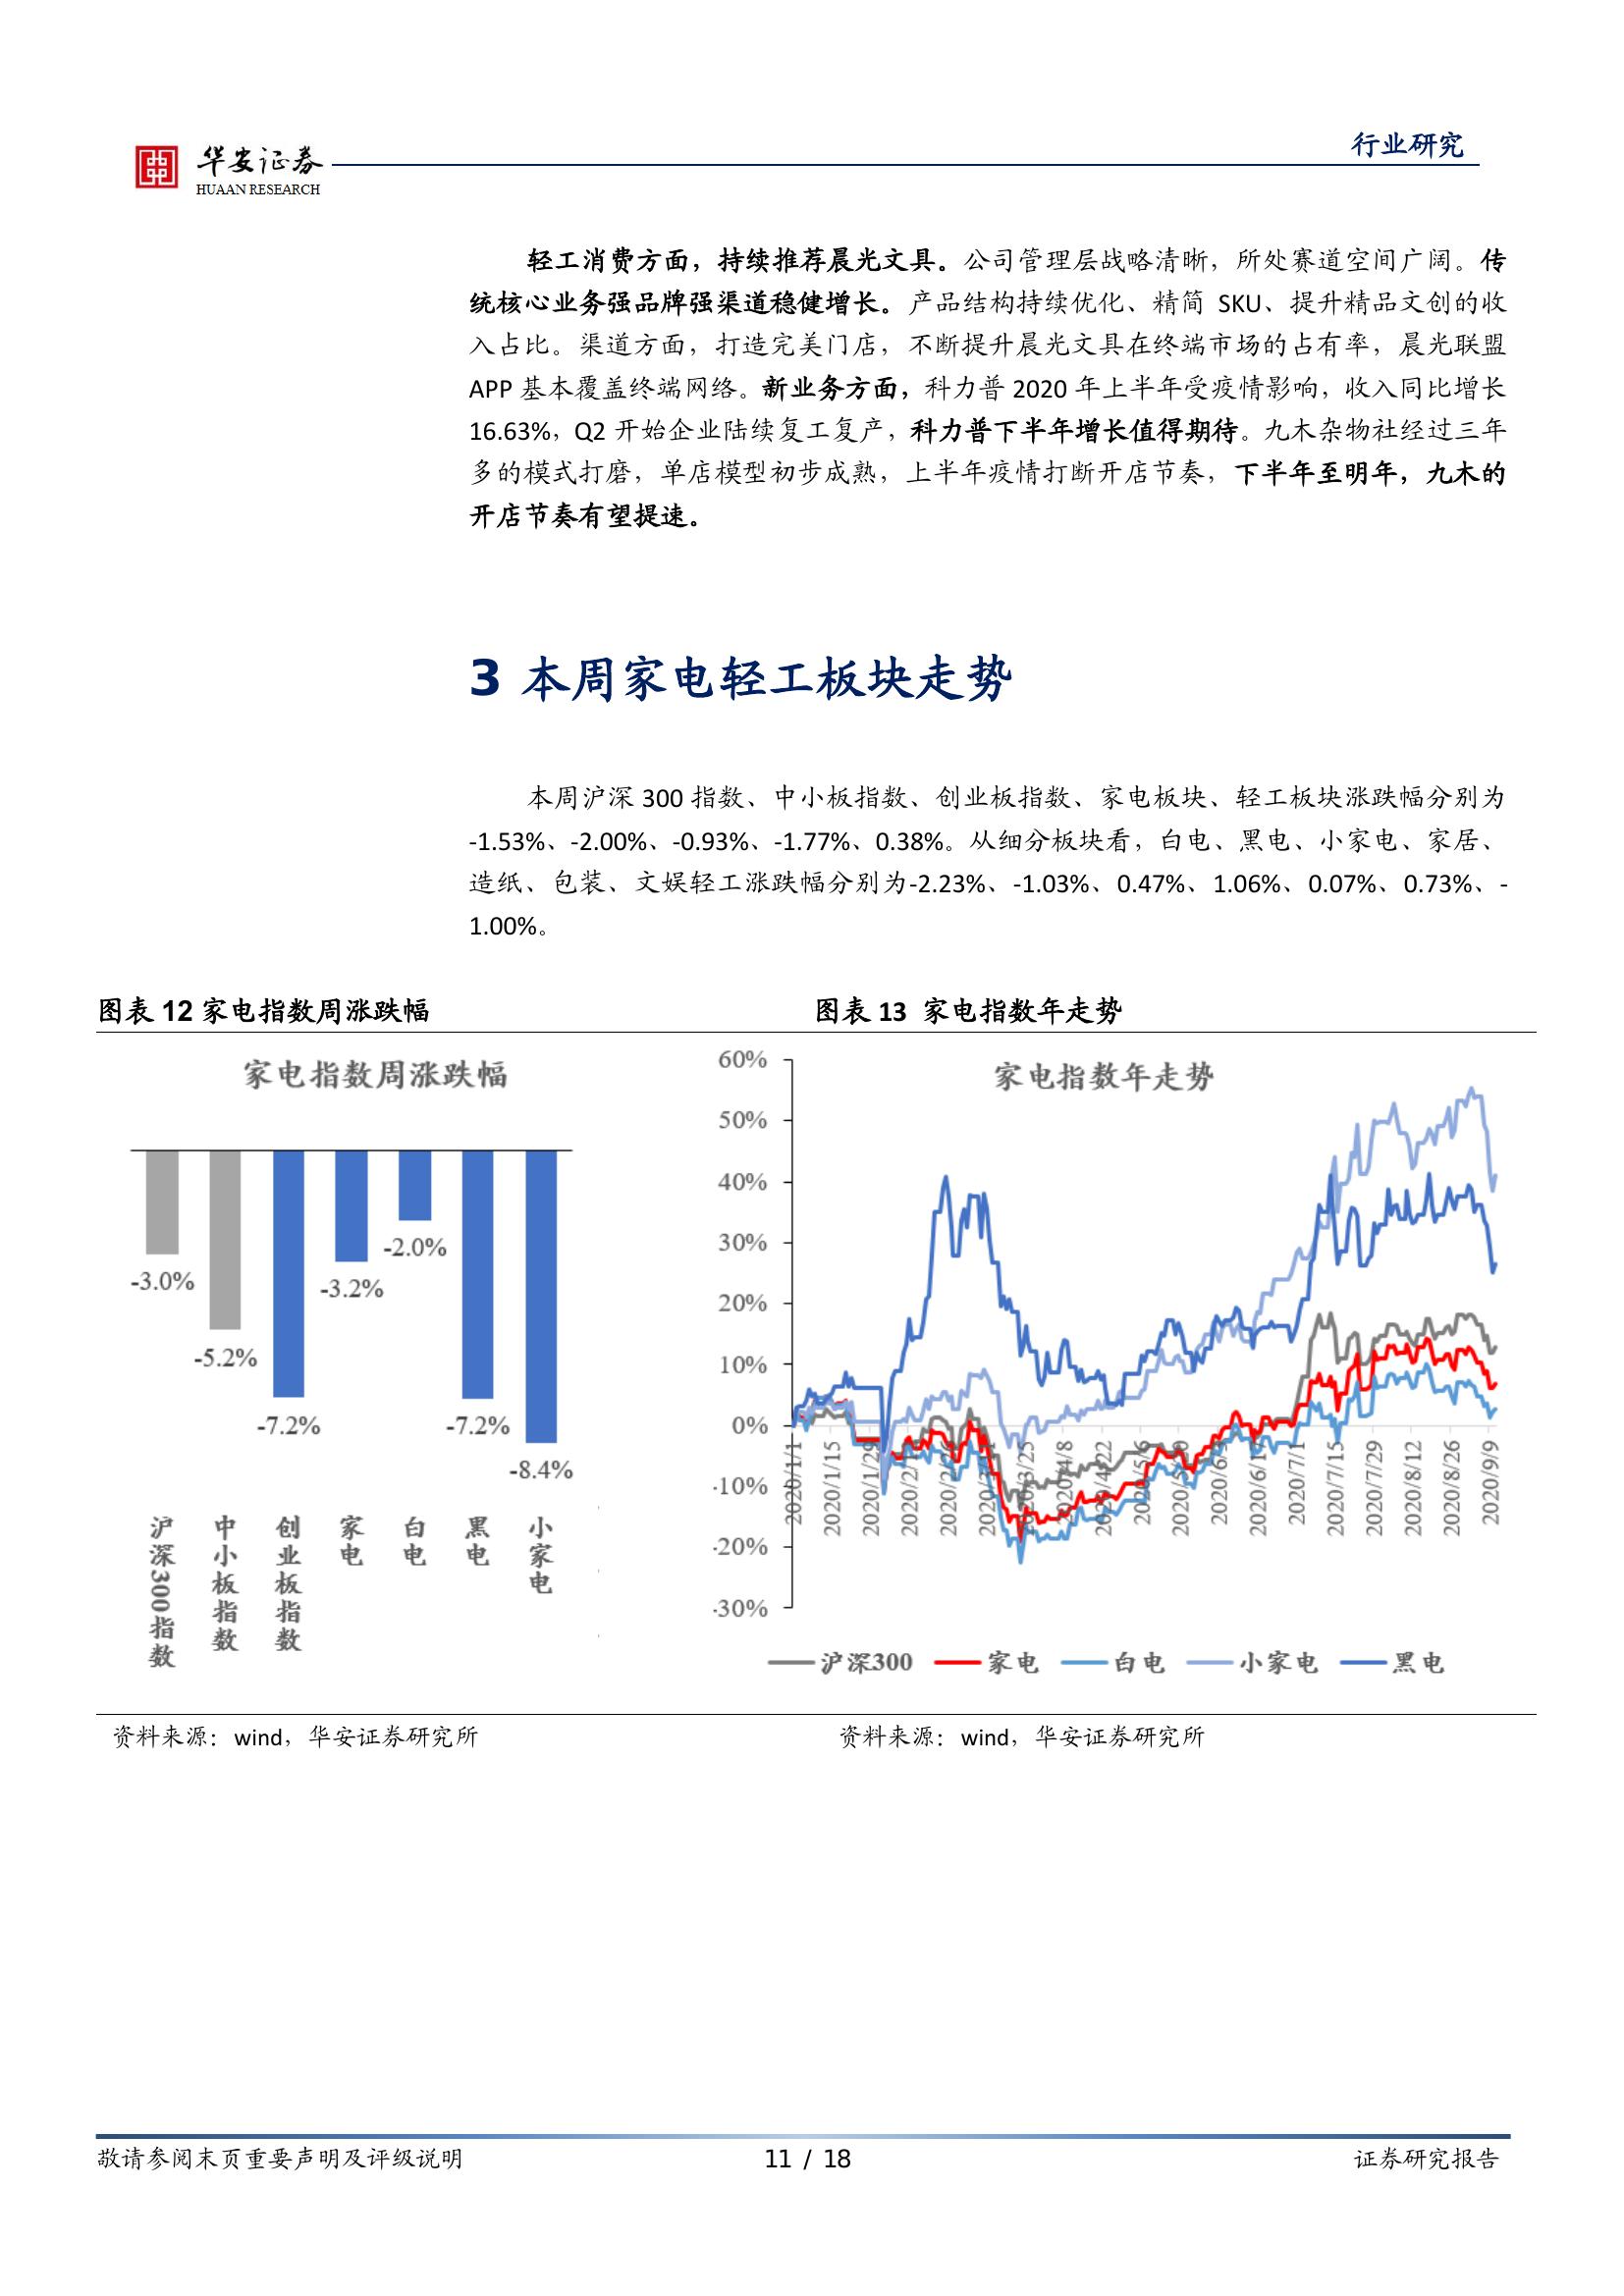 华安证券
HUAAN RESEARCH
行业研究
轻工消费方面，持续推荐晨光文具。公司管理层战略清晰，所处赛道空间广阔。传
统核心业务强品牌强渠道稳健增长。产品结构持续优化、精简 SKU、提升精品文创的收
入占比。渠道方面，打造完美门店，不断提升晨光文具在终端市场的占有率，晨光联盟
APP 基本覆盖终端网络。新业务方面，科力普 2020 年上半年受疫情影响，收入同比增长
16.63%，Q2 开始企业陆续复工复产，科力普下半年增长值得期待。九木杂物社经过三年
多的模式打磨，单店模型初步成熟，上半年疫情打断开店节奏，下半年至明年，九木的
开店节奏有望提速。
3 本周家电轻工板块走势
本周沪深 300 指数、中小板指数、创业板指数、家电板块、轻工板块涨跌幅分别为
-1.53%、-2.00%、-0.93%、-1.77%、0.38%。从细分板块看，白电、黑电、小家电、家居、
造纸、包装、文娱轻工涨跌幅分别为-2.23%、-1.03%、0.47%、1.06%、0.07%、0.73%、-
1.00%。
图表 12 家电指数周涨跌幅
家电指数周涨跌幅
-3.0%
-5.2%
-7.2%
-3.2%
-2.0%
-7.2%
-8.4%
沪深300指数
中小板指数
创业板指数
家电
白电
黑电
小家电
资料来源：wind，华安证券研究所
图表 13 家电指数年走势
家电指数年走势
60%
50%
40%
30%
20%
10%
0%
-10%
-20%
-30%
2020/1/1
2020/1/15
2020/1/29
2020/2/26
2020/3/25
2020/4/8
2020/4/22
2020/5/6
2020/5/20
2020/6/3
2020/6/17
2020/7/1
2020/7/15
2020/7/29
2020/8/12
2020/8/26
2020/9/9
沪深300
家电
白电
小家电
黑电
资料来源：wind，华安证券研究所
敬请参阅末页重要声明及评级说明
11 / 18
证券研究报告